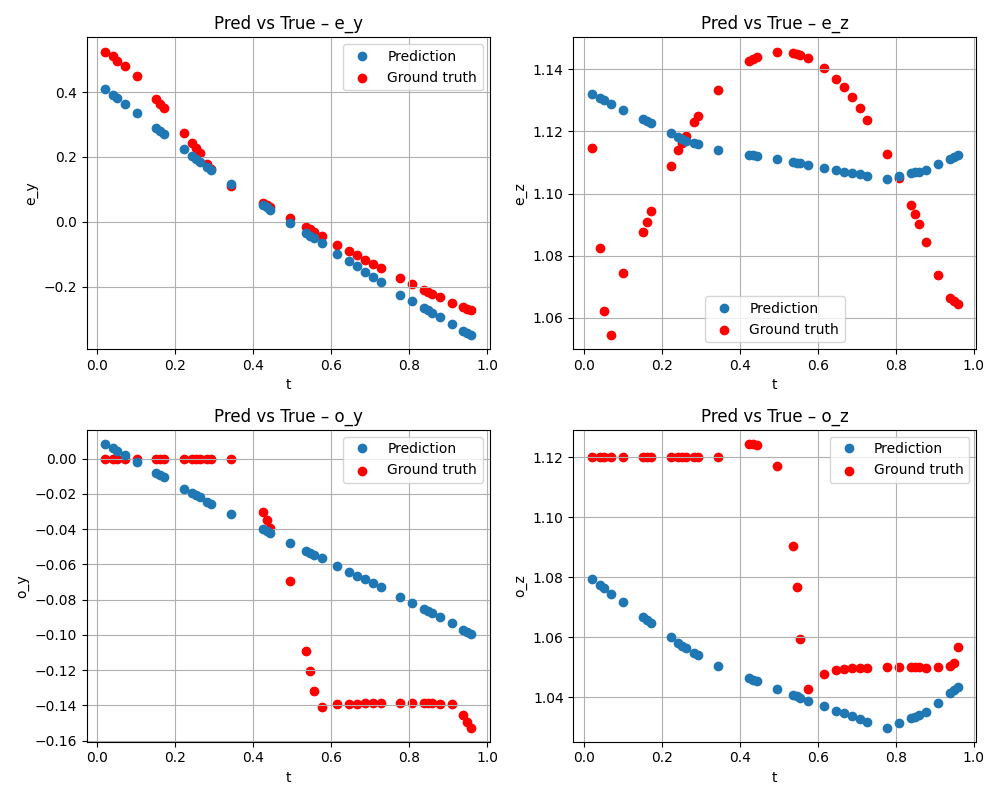 Pred vs True – e_y
Prediction
Ground truth
e_y
0.4
0.2
0.0
−0.2
0.0
0.2
0.4
0.6
0.8
1.0
t
Pred vs True – e_z
Prediction
Ground truth
e_z
1.14
1.12
1.10
1.08
1.06
0.0
0.2
0.4
0.6
0.8
1.0
t
Pred vs True – o_y
Prediction
Ground truth
o_y
0.00
−0.02
−0.04
−0.06
−0.08
−0.10
−0.12
−0.14
−0.16
0.0
0.2
0.4
0.6
0.8
1.0
t
Pred vs True – o_z
Prediction
Ground truth
o_z
1.12
1.10
1.08
1.06
1.04
0.0
0.2
0.4
0.6
0.8
1.0
t